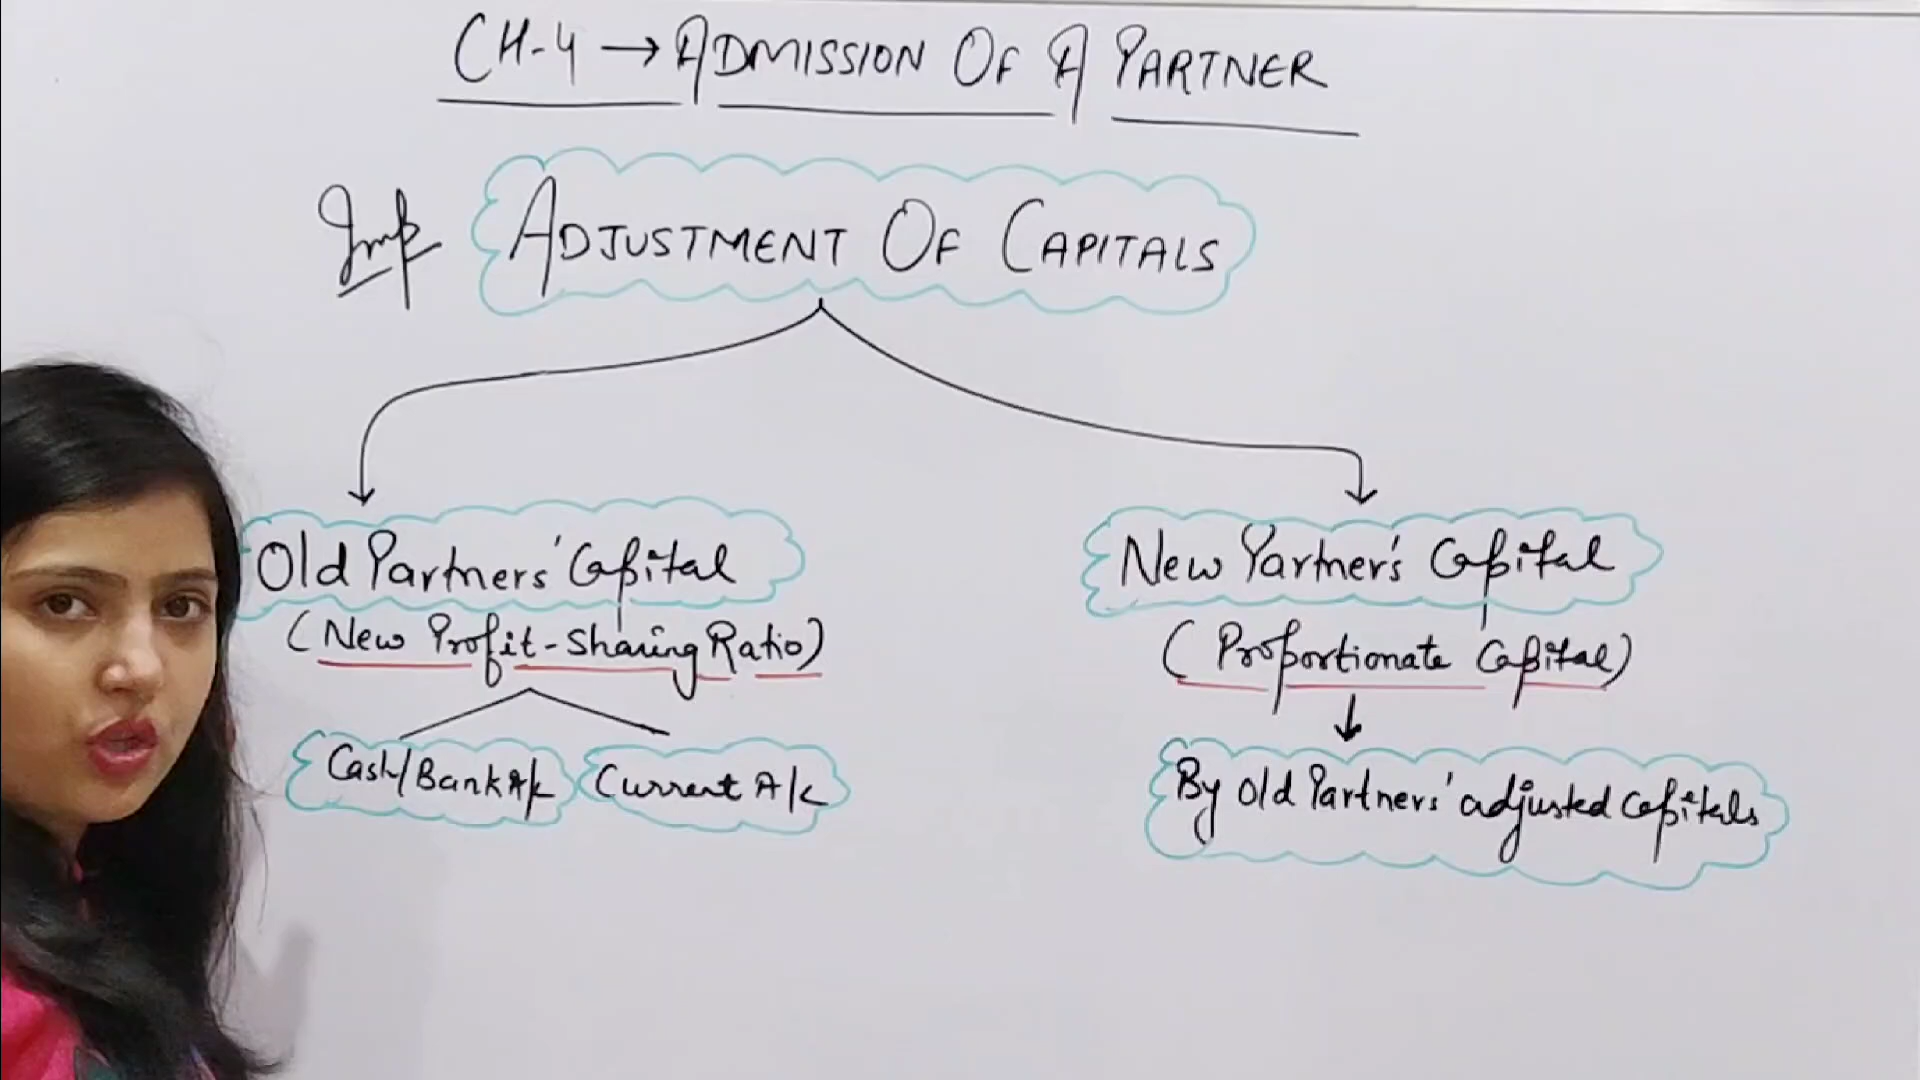 CH-4 → ADMISSION OF A PARTNER
Imp ADJUSTMENT OF CAPITALS
Old Partners' Capital
(New Profit-Sharing Ratio)
Cash/Bank A/c
Current A/c
New Partner's Capital
(Proportionate Capital)
By Old Partners' adjusted Capitals